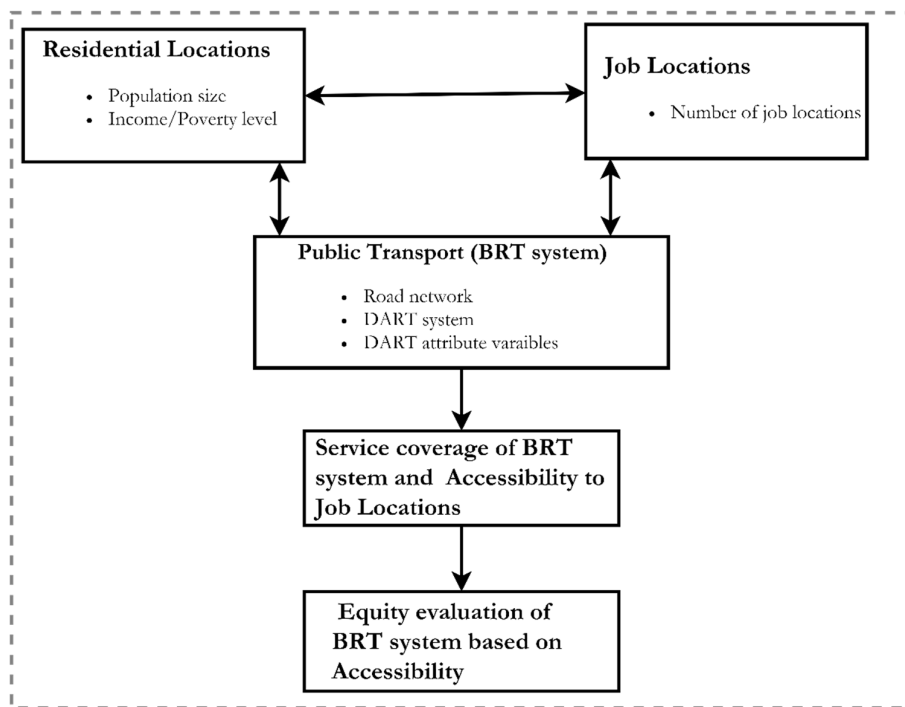 Residential Locations
• Population size
• Income/Poverty level
Job Locations
• Number of job locations
Public Transport (BRT system)
• Road network
• DART system
• DART attribute varaibles
Service coverage of BRT
system and Accessibility to
Job Locations
Equity evaluation of
BRT system based on
Accessibility